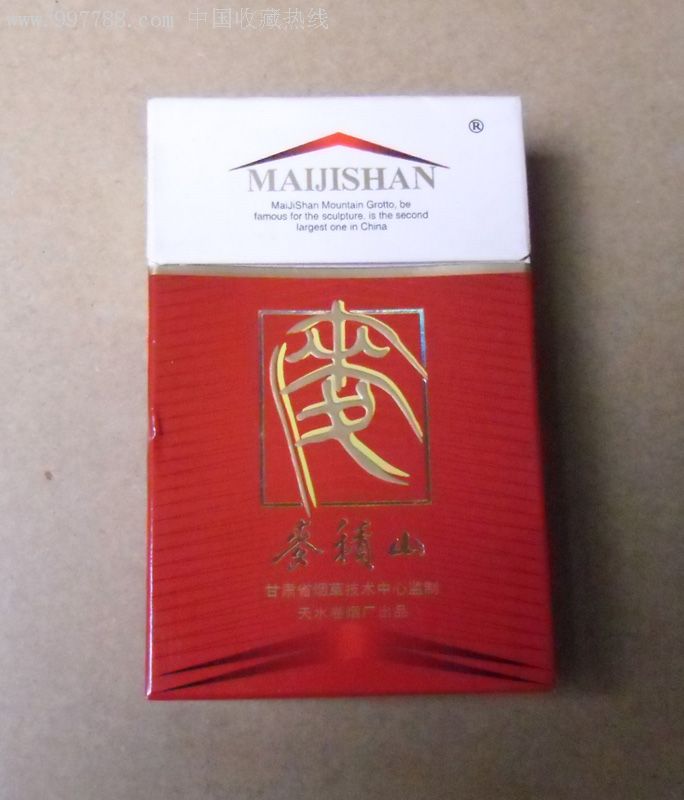 www.997788.com 中国收藏热线
®
MAIJISHAN
MaiJiShan Mountain Grotto, be
famous for the sculpture, is the second
largest one in China
麦積山
甘肃省烟草技术中心监制
天水卷烟厂出品